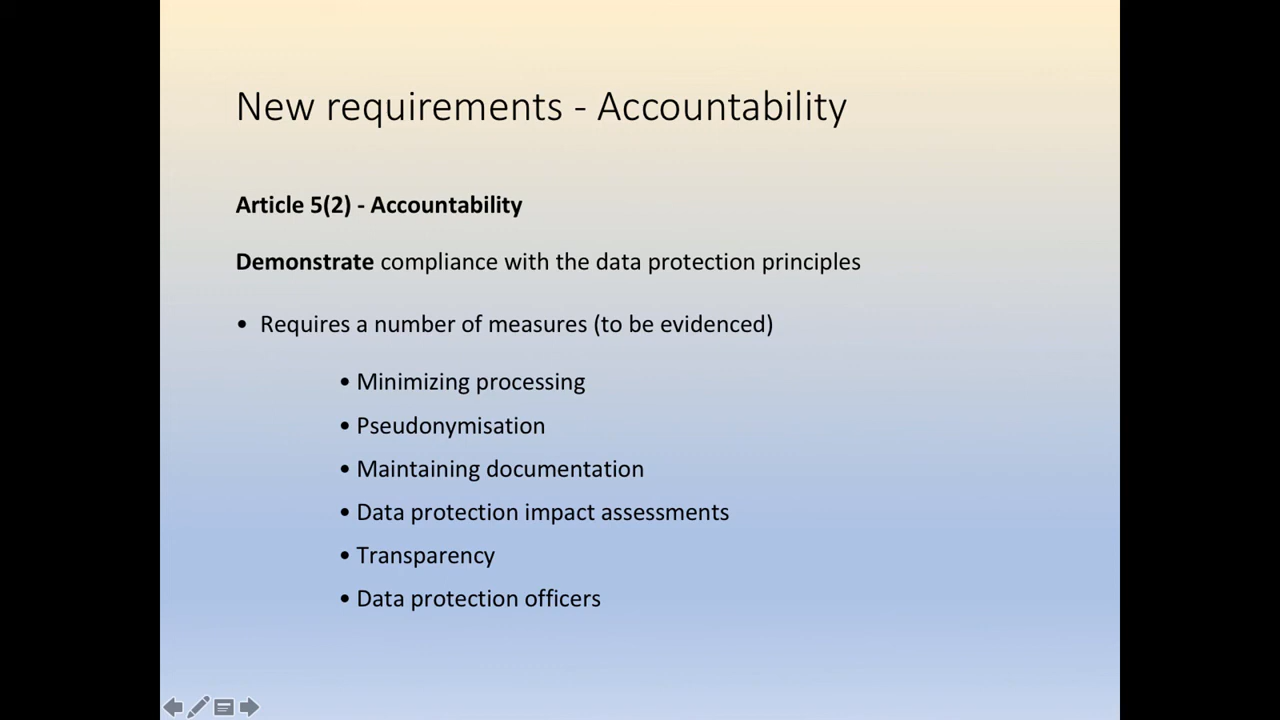 New requirements - Accountability
Article 5(2) - Accountability
Demonstrate compliance with the data protection principles
• Requires a number of measures (to be evidenced)
• Minimizing processing
• Pseudonymisation
• Maintaining documentation
• Data protection impact assessments
• Transparency
• Data protection officers